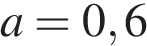 a = 0,6